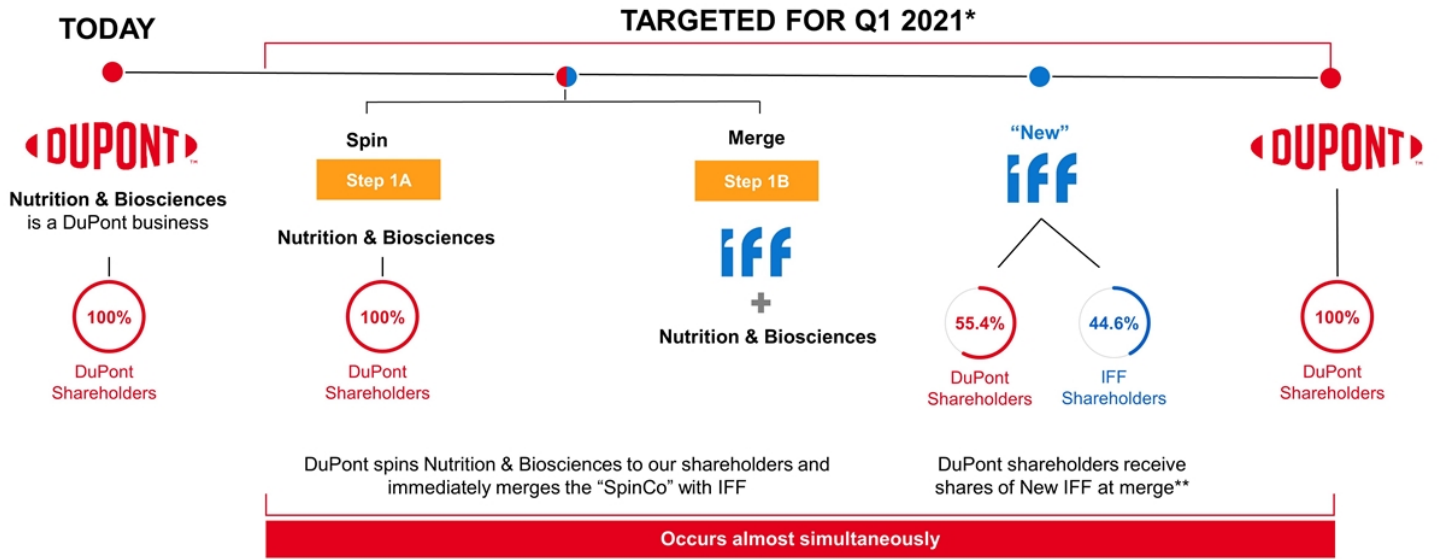 TODAY
TARGETED FOR Q1 2021*
DUPONT™
Nutrition & Biosciences
is a DuPont business
100%
DuPont
Shareholders
Spin
Step 1A
Nutrition & Biosciences
100%
DuPont
Shareholders
Merge
Step 1B
iff
+
Nutrition & Biosciences
“New”
iff
55.4%
DuPont
Shareholders
44.6%
IFF
Shareholders
DUPONT™
100%
DuPont
Shareholders
DuPont spins Nutrition & Biosciences to our shareholders and
immediately merges the “SpinCo” with IFF
DuPont shareholders receive
shares of New IFF at merge**
Occurs almost simultaneously